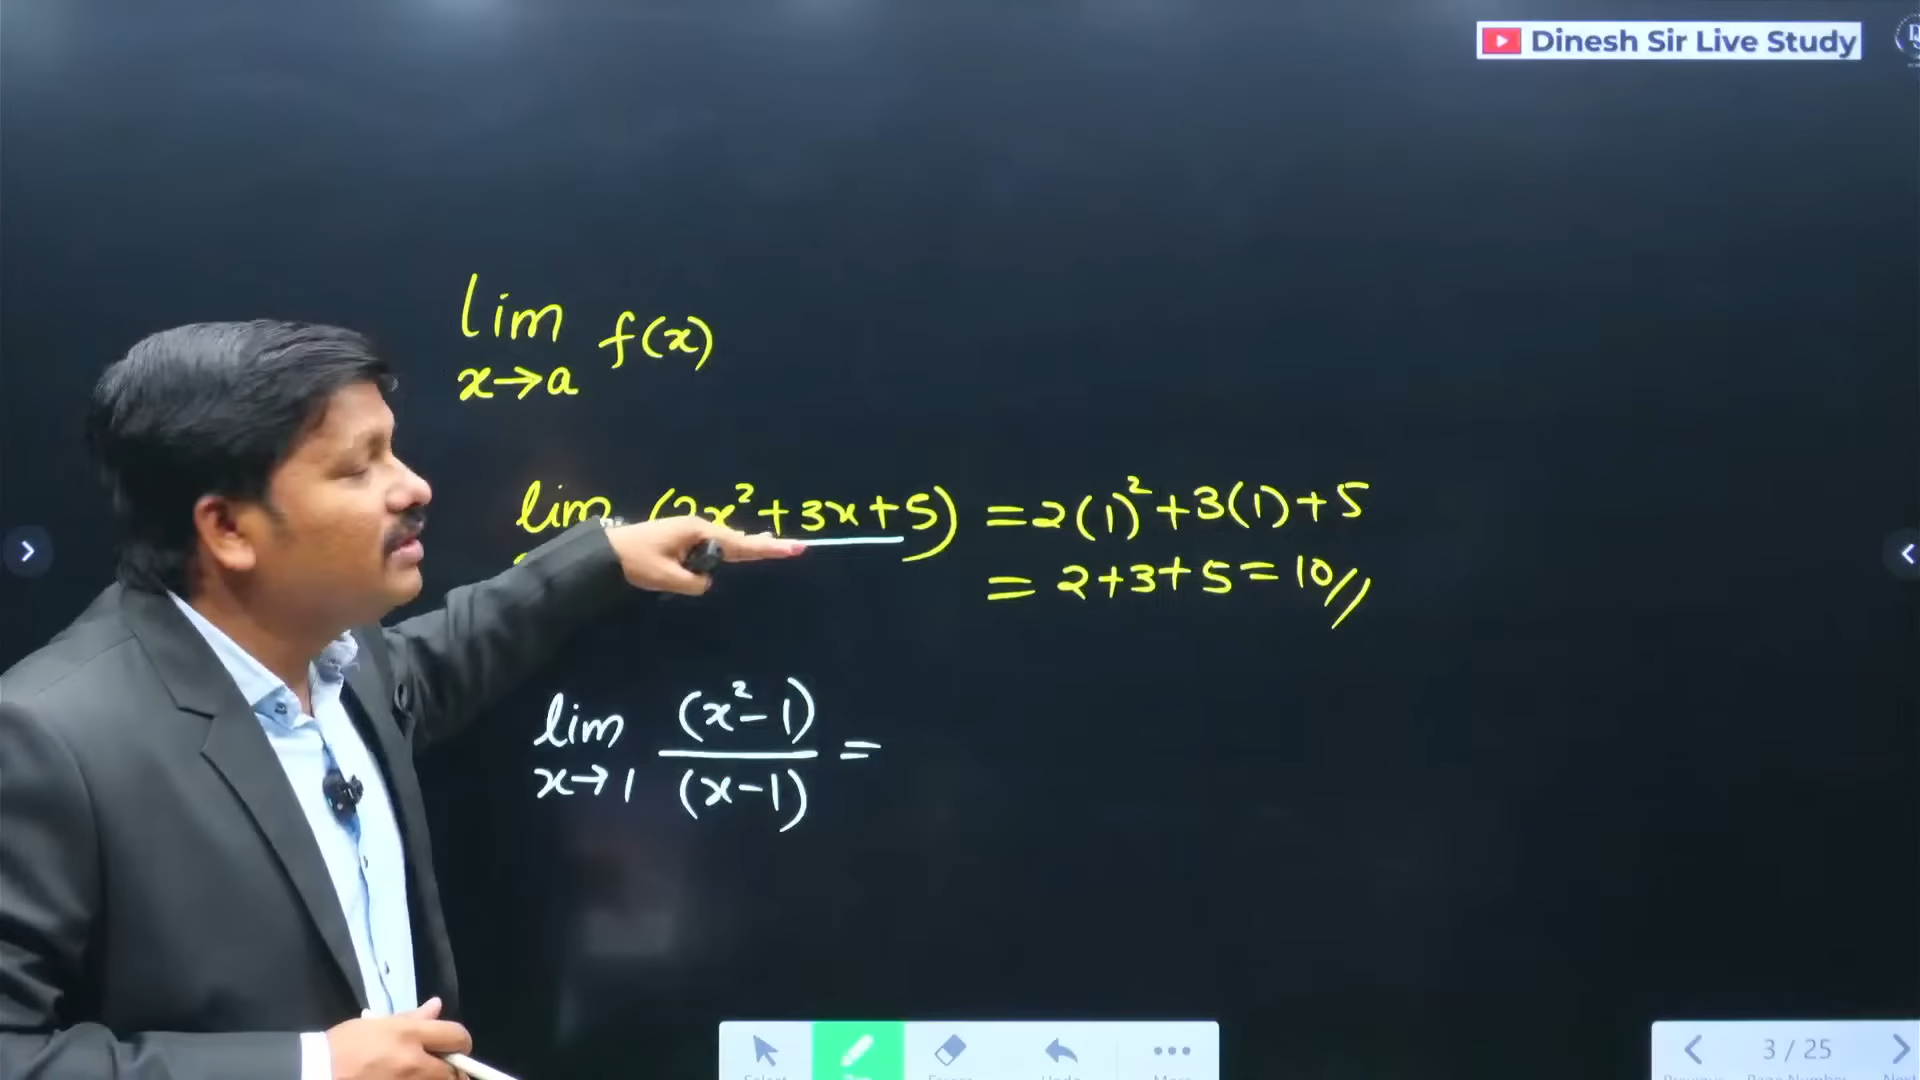 Dinesh Sir Live Study
lim f(x)
x→a
lim (2x²+3x+5) = 2(1)²+3(1)+5
= 2+3+5 = 10//
lim (x²-1)
x→1 (x-1) =
3 / 25